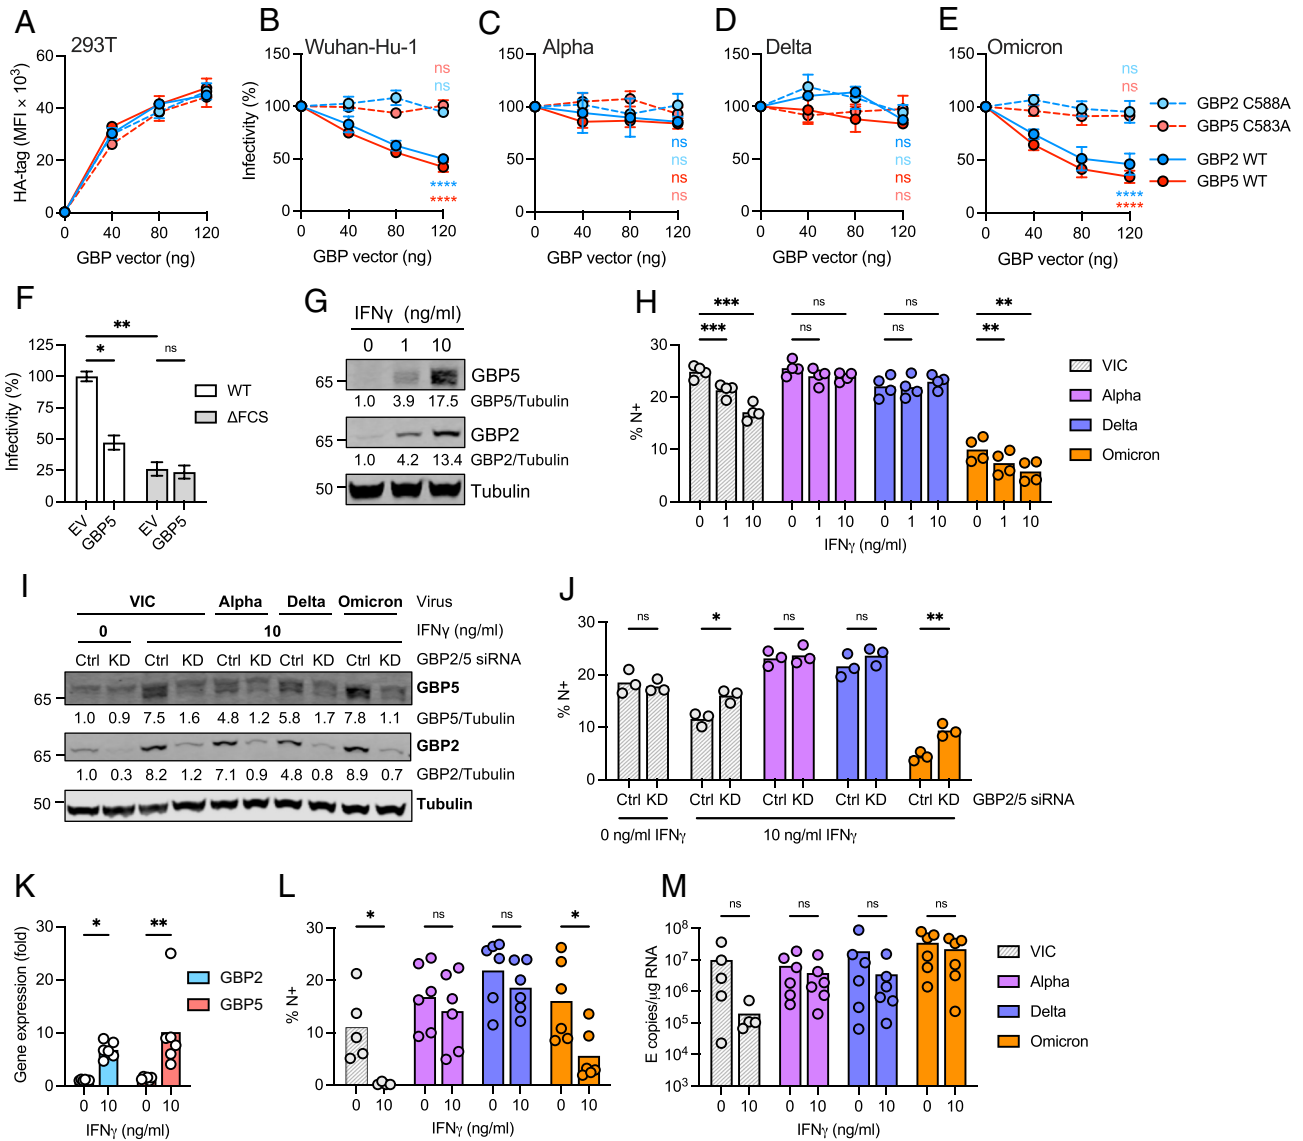 A
293T
HA-tag (MFI × 10³)
60
40
20
0
0 40 80 120
GBP vector (ng)
B
Wuhan-Hu-1
Infectivity (%)
150
100
50
0
ns
ns
****
****
0 40 80 120
GBP vector (ng)
C
Alpha
150
100
50
0
ns
ns
ns
ns
0 40 80 120
GBP vector (ng)
D
Delta
150
100
50
0
ns
ns
ns
ns
0 40 80 120
GBP vector (ng)
E
Omicron
150
100
50
0
ns
ns
****
****
0 40 80 120
GBP vector (ng)
GBP2 C588A
GBP5 C583A
GBP2 WT
GBP5 WT
F
Infectivity (%)
125
100
75
50
25
0
**
*
ns
EV GBP5 EV GBP5
WT
ΔFCS
G
IFNγ (ng/ml)
0 1 10
65 GBP5
1.0 3.9 17.5 GBP5/Tubulin
65 GBP2
1.0 4.2 13.4 GBP2/Tubulin
50 Tubulin
H
% N+
30
20
10
0
*** ns ns **
*** ns ns **
0 1 10 0 1 10 0 1 10 0 1 10
IFNγ (ng/ml)
VIC
Alpha
Delta
Omicron
I
VIC Alpha Delta Omicron Virus
0 10 IFNγ (ng/ml)
Ctrl KD Ctrl KD Ctrl KD Ctrl KD Ctrl KD GBP2/5 siRNA
65 GBP5
1.0 0.9 7.5 1.6 4.8 1.2 5.8 1.7 7.8 1.1 GBP5/Tubulin
65 GBP2
1.0 0.3 8.2 1.2 7.1 0.9 4.8 0.8 8.9 0.7 GBP2/Tubulin
50 Tubulin
J
% N+
30
20
10
0
ns * ns ns **
Ctrl KD Ctrl KD Ctrl KD Ctrl KD Ctrl KD GBP2/5 siRNA
0 ng/ml IFNγ 10 ng/ml IFNγ
K
Gene expression (fold)
30
20
10
0
* **
0 10 0 10
IFNγ (ng/ml)
GBP2
GBP5
L
% N+
30
20
10
0
* ns ns *
0 10 0 10 0 10 0 10
IFNγ (ng/ml)
M
E copies/µg RNA
10⁸
10⁷
10⁶
10⁵
10⁴
10³
ns ns ns ns
0 10 0 10 0 10 0 10
IFNγ (ng/ml)
VIC
Alpha
Delta
Omicron